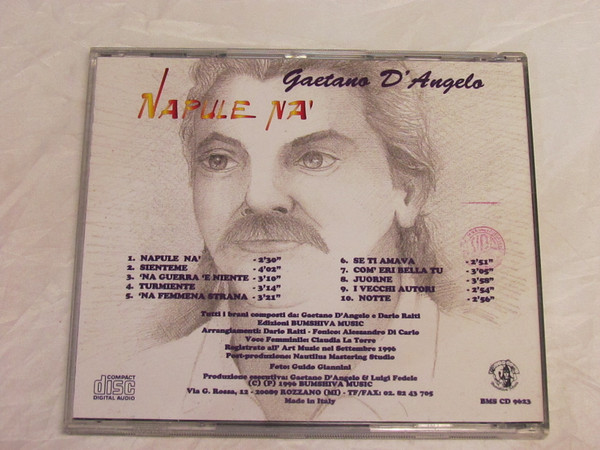 Gaetano D'Angelo
NAPULE NA'
1. NAPULE NA' - 2'30"
2. SIENTEME - 4'02"
3. 'NA GUERRA 'E NIENTE - 3'10"
4. TURMIENTE - 3'14"
5. 'NA FEMMENA STRANA - 3'21"
6. SE TI AMAVA - 2'51"
7. COM' ERI BELLA TU - 3'05"
8. JUORNE - 3'58"
9. I VECCHI AUTORI - 2'54"
10. NOTTE - 2'56"
Tutti i brani composti da: Gaetano D'Angelo e Dario Raiti
Edizioni BUMSHIVA MUSIC
Arrangiamenti: Dario Raiti - Fonico: Alessandro Di Carlo
Voce Femminile: Claudia La Torre
Registrato all' Art Music nel Settembre 1996
Post-produzione: Nautilus Mastering Studio
Foto: Guido Giannini
Produzione esecutiva: Gaetano D'Angelo & Luigi Fedele
(C) (P) 1996 BUMSHIVA MUSIC
Via G. Rossa, 12 - 20089 ROZZANO (MI) - TF/FAX: 02. 82 43 705
Made in Italy
COMPACT
disc
DIGITAL AUDIO
BMS CD 9623